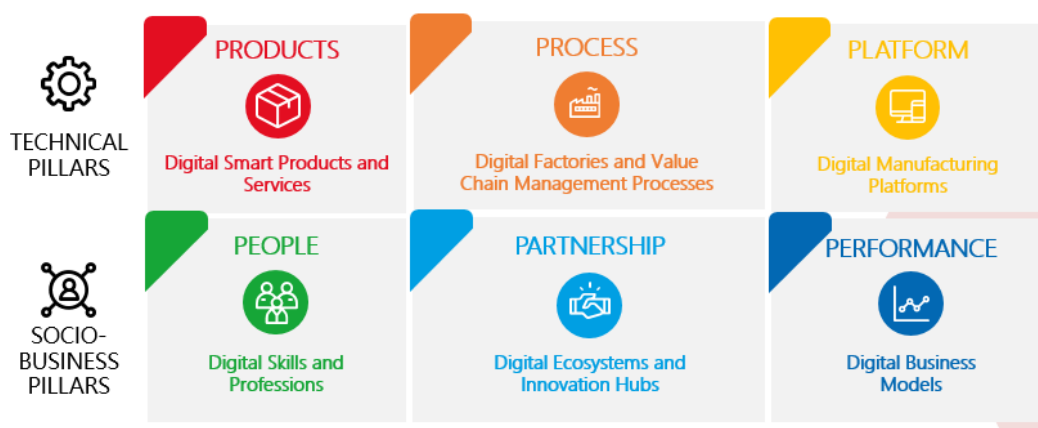 TECHNICAL
PILLARS
PRODUCTS
Digital Smart Products and
Services
PROCESS
Digital Factories and Value
Chain Management Processes
PLATFORM
Digital Manufacturing
Platforms
SOCIO-
BUSINESS
PILLARS
PEOPLE
Digital Skills and
Professions
PARTNERSHIP
Digital Ecosystems and
Innovation Hubs
PERFORMANCE
Digital Business
Models